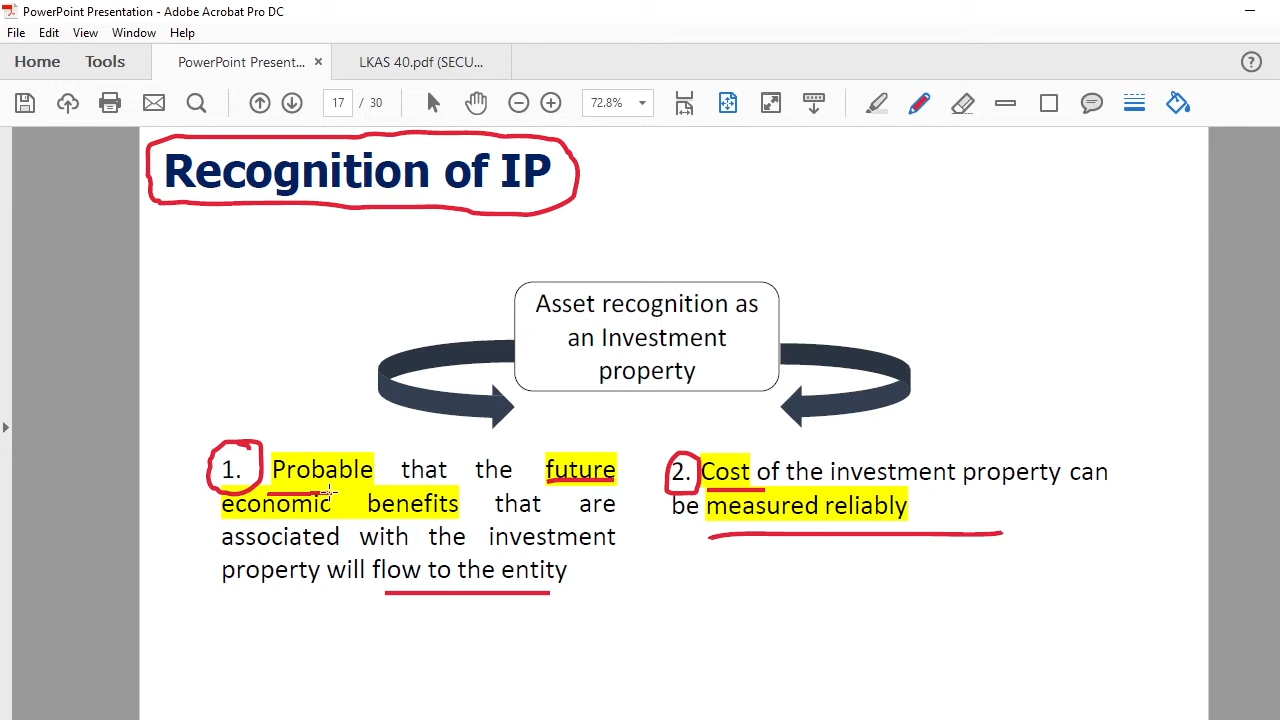 PowerPoint Presentation - Adobe Acrobat Pro DC
File Edit View Window Help
Home Tools PowerPoint Present... × LKAS 40.pdf (SECU...
17 / 30 72.8%
Recognition of IP
Asset recognition as
an Investment
property
1. Probable that the future
economic benefits that are
associated with the investment
property will flow to the entity
2. Cost of the investment property can
be measured reliably